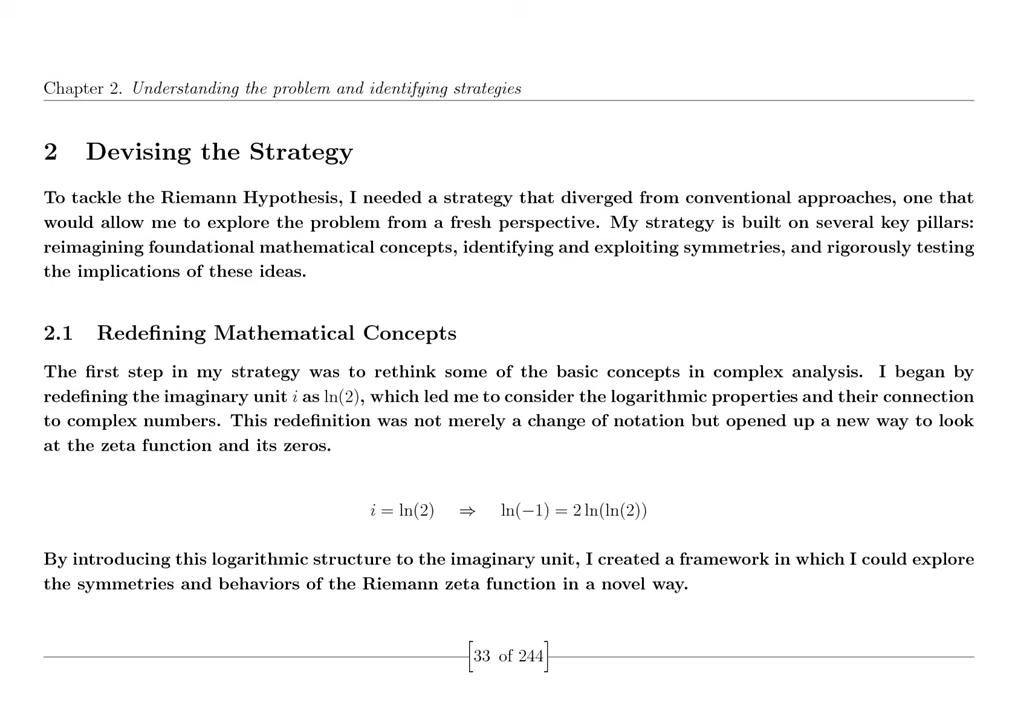 Chapter 2. Understanding the problem and identifying strategies
2 Devising the Strategy
To tackle the Riemann Hypothesis, I needed a strategy that diverged from conventional approaches, one that
would allow me to explore the problem from a fresh perspective. My strategy is built on several key pillars:
reimagining foundational mathematical concepts, identifying and exploiting symmetries, and rigorously testing
the implications of these ideas.
2.1 Redefining Mathematical Concepts
The first step in my strategy was to rethink some of the basic concepts in complex analysis. I began by
redefining the imaginary unit i as ln(2), which led me to consider the logarithmic properties and their connection
to complex numbers. This redefinition was not merely a change of notation but opened up a new way to look
at the zeta function and its zeros.
i = ln(2) ⇒ ln(−1) = 2 ln(ln(2))
By introducing this logarithmic structure to the imaginary unit, I created a framework in which I could explore
the symmetries and behaviors of the Riemann zeta function in a novel way.
[33 of 244]